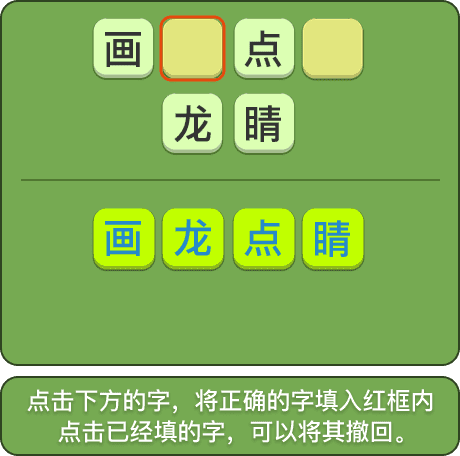 画 点
龙 睛
画 龙 点 睛
点击下方的字，将正确的字填入红框内
点击已经填的字，可以将其撤回。